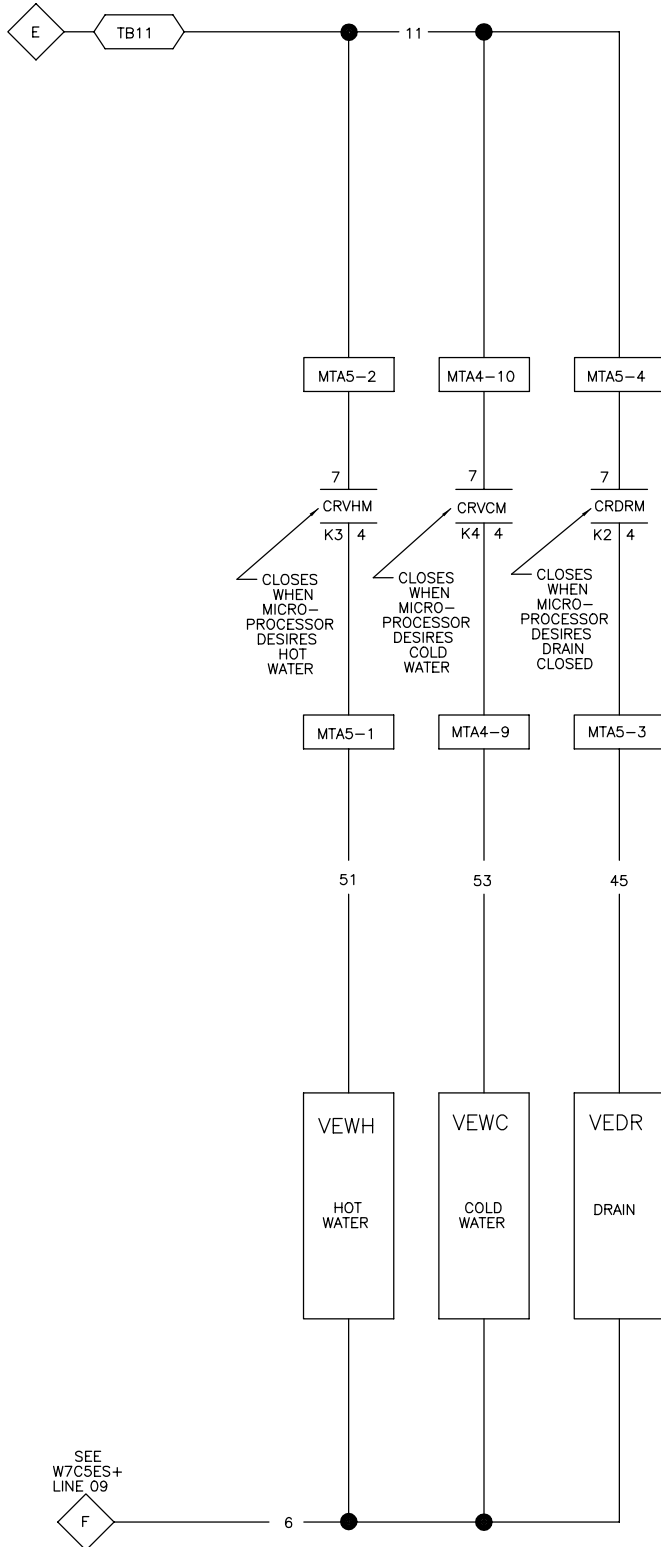 E
TB11
11
MTA5-2
MTA4-10
MTA5-4
7
7
7
CRVHM
CRVCM
CRDRM
K3 4
K4 4
K2 4
CLOSES
WHEN
MICRO-
PROCESSOR
DESIRES
HOT
WATER
CLOSES
WHEN
MICRO-
PROCESSOR
DESIRES
COLD
WATER
CLOSES
WHEN
MICRO-
PROCESSOR
DESIRES
DRAIN
CLOSED
MTA5-1
MTA4-9
MTA5-3
51
53
45
VEWH
HOT
WATER
VEWC
COLD
WATER
VEDR
DRAIN
SEE
W7C5ES+
LINE 09
F
6